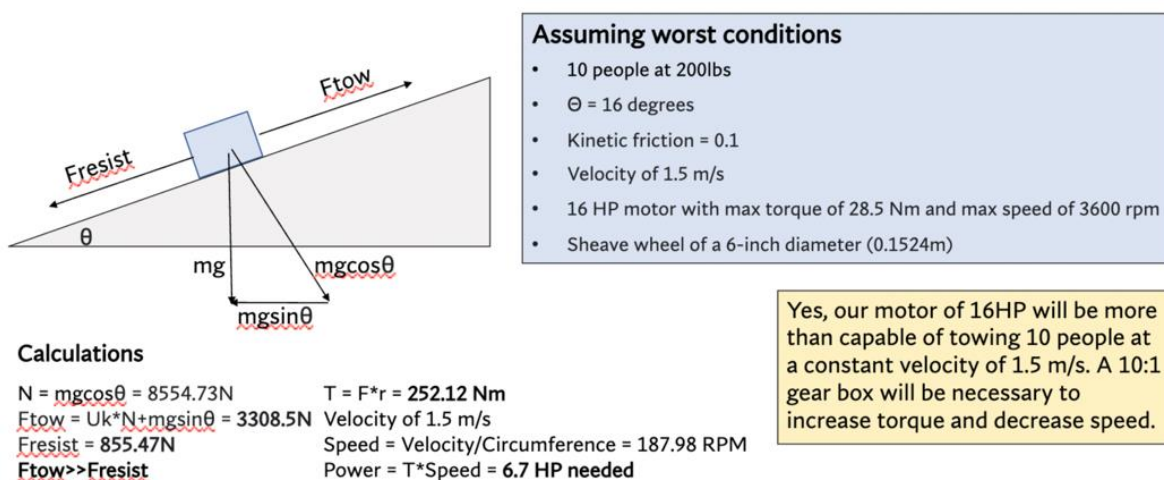 Ftow
Fresist
θ
mg
mgcosθ
mgsinθ
Assuming worst conditions
• 10 people at 200lbs
• Θ = 16 degrees
• Kinetic friction = 0.1
• Velocity of 1.5 m/s
• 16 HP motor with max torque of 28.5 Nm and max speed of 3600 rpm
• Sheave wheel of a 6-inch diameter (0.1524m)
Yes, our motor of 16HP will be more
than capable of towing 10 people at
a constant velocity of 1.5 m/s. A 10:1
gear box will be necessary to
increase torque and decrease speed.
Calculations
N = mgcosθ = 8554.73N
Ftow = Uk*N+mgsinθ = 3308.5N
Fresist = 855.47N
Ftow>>Fresist
T = F*r = 252.12 Nm
Velocity of 1.5 m/s
Speed = Velocity/Circumference = 187.98 RPM
Power = T*Speed = 6.7 HP needed